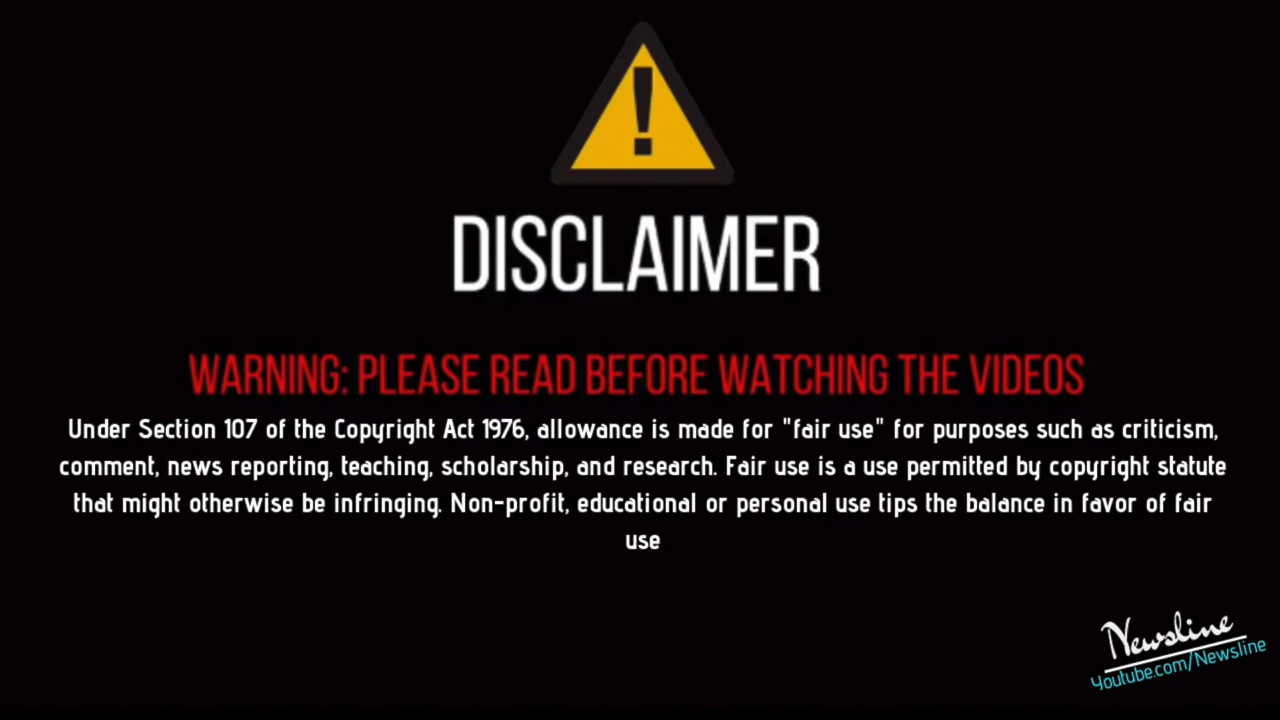 !
DISCLAIMER
WARNING: PLEASE READ BEFORE WATCHING THE VIDEOS
Under Section 107 of the Copyright Act 1976, allowance is made for "fair use" for purposes such as criticism,
comment, news reporting, teaching, scholarship, and research. Fair use is a use permitted by copyright statute
that might otherwise be infringing. Non-profit, educational or personal use tips the balance in favor of fair
use
Newsline
Youtube.com/Newsline